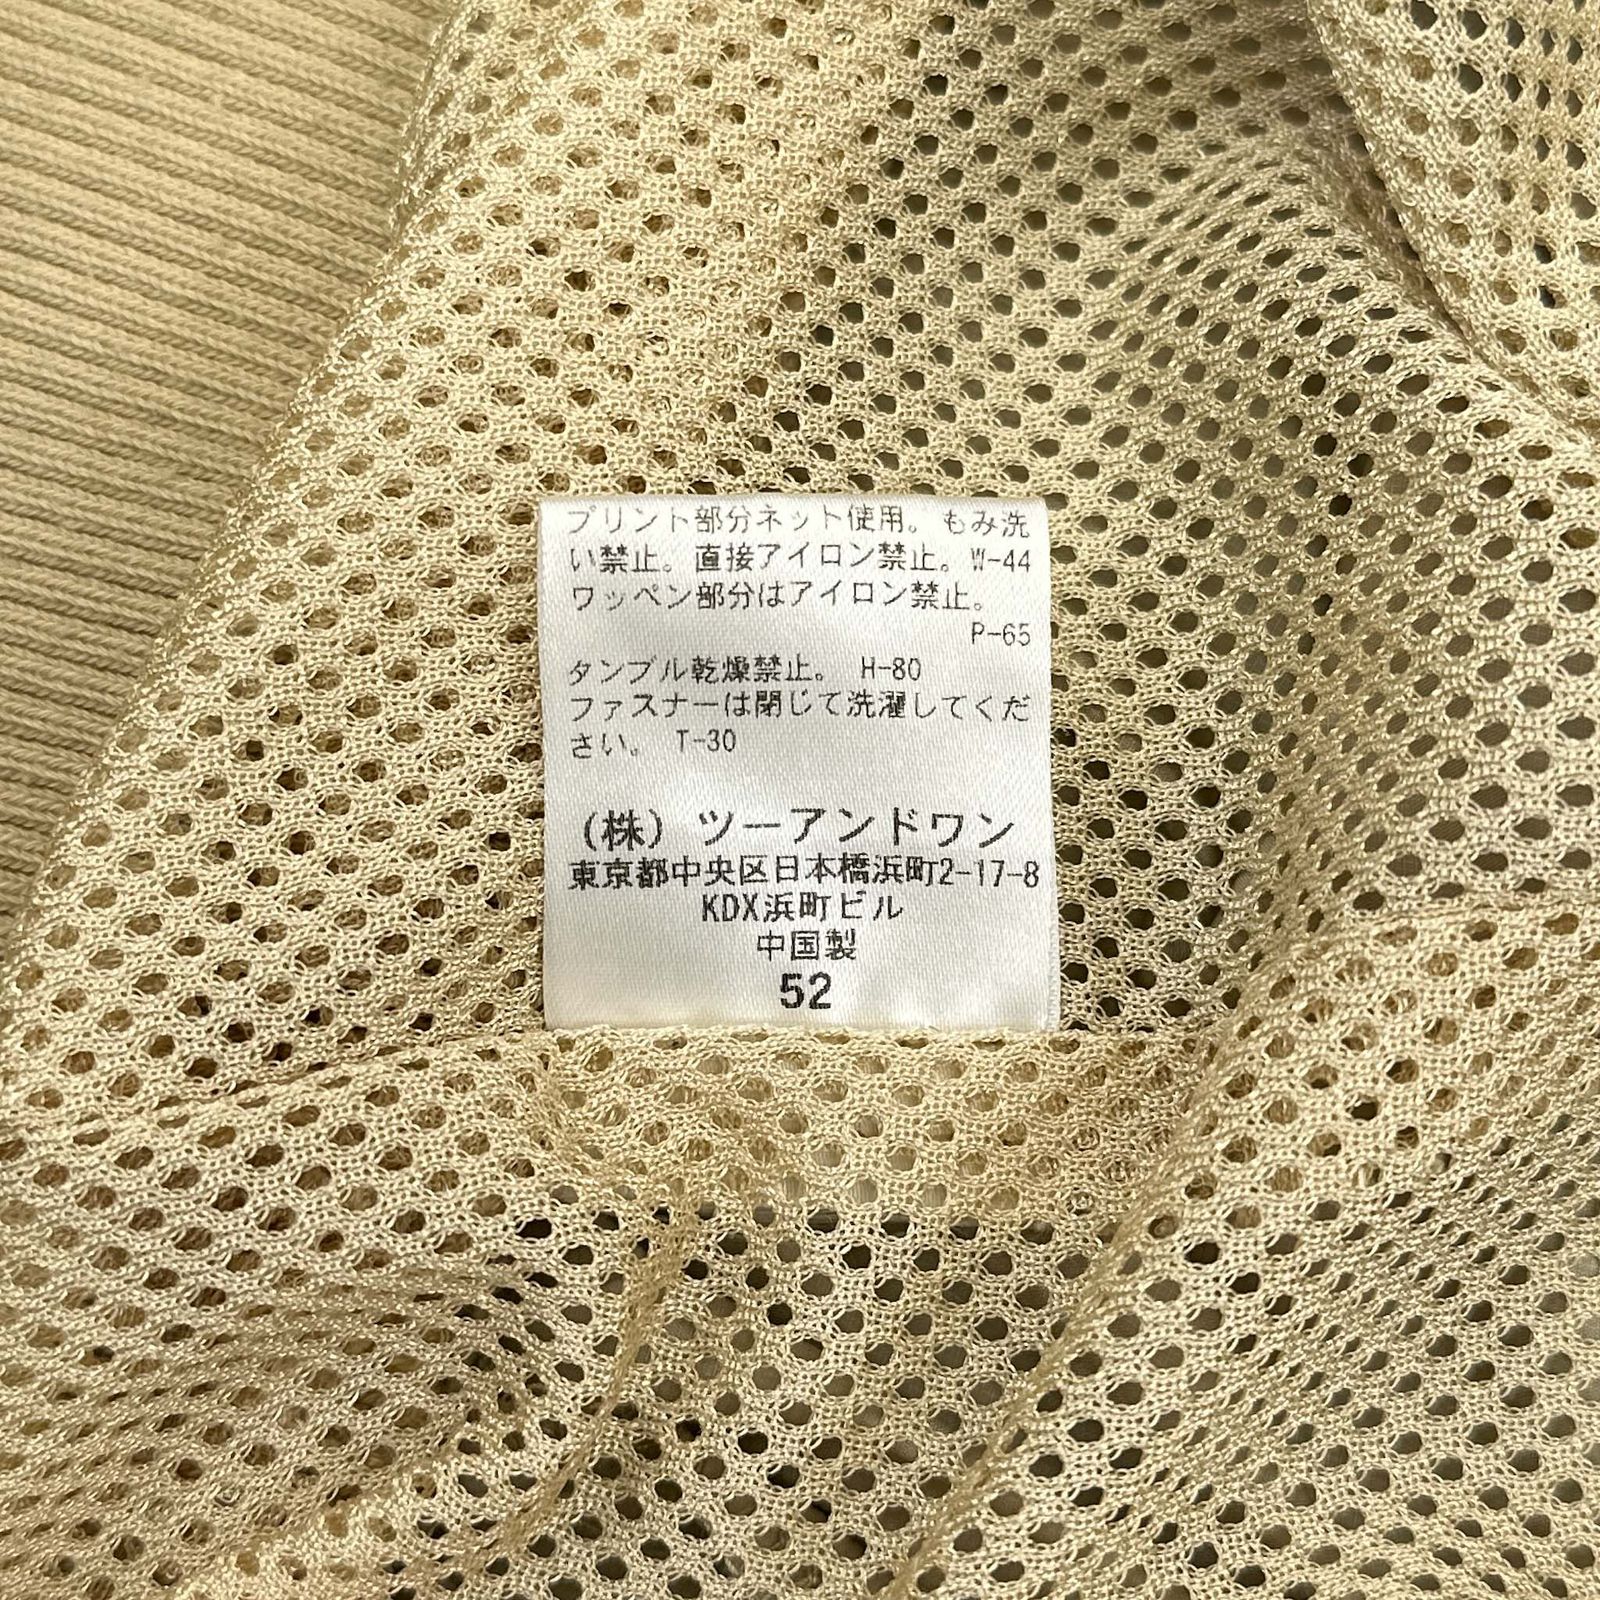 プリント部分ネット使用。もみ洗
い禁止。直接アイロン禁止。W-44
ワッペン部分はアイロン禁止。
P-65
タンブル乾燥禁止。 H-80
ファスナーは閉じて洗濯してくだ
さい。 T-30
(株) ツーアンドワン
東京都中央区日本橋浜町2-17-8
KDX浜町ビル
中国製
52